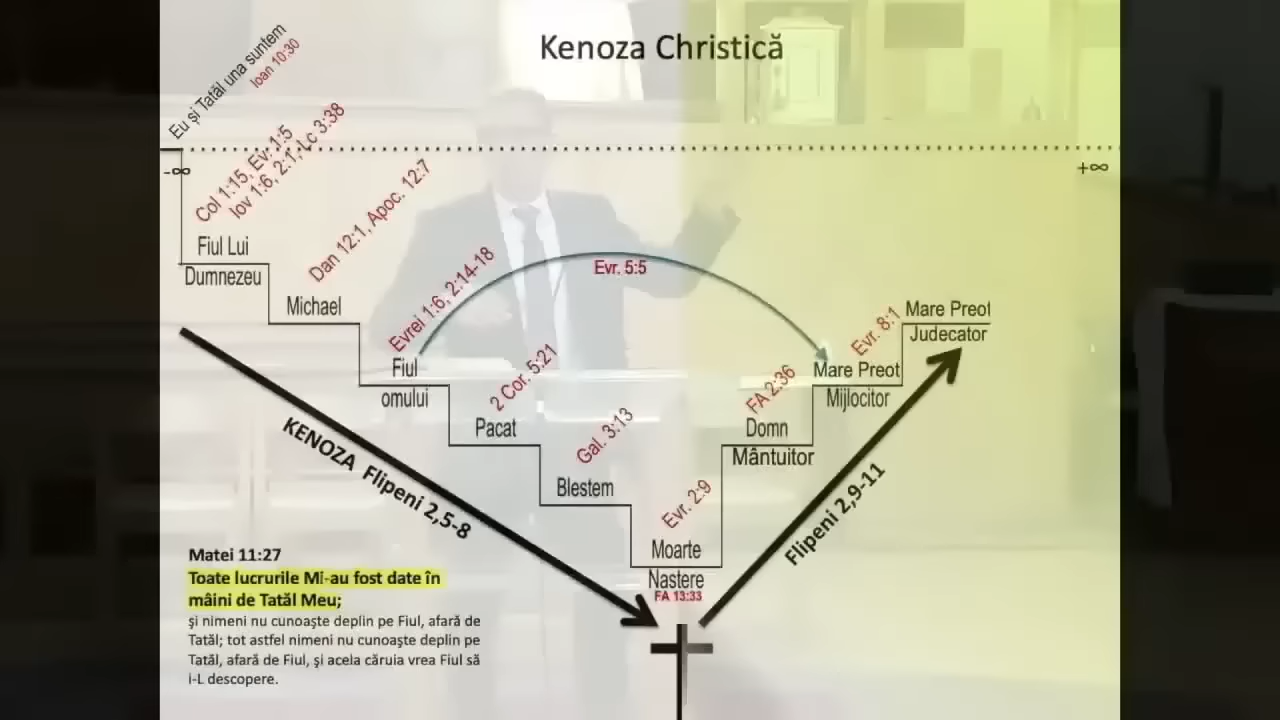 Kenoza Christică
Eu și Tatăl una suntem
Ioan 10:30
-∞
+∞
Col 1:15, Ev. 1:5
Iov 1:6, 2:1, Lc 3:38
Fiul Lui
Dumnezeu
Dan 12:1, Apoc. 12:7
Michael
Evrei 1:6, 2:14-18
Fiul
omului
Evr. 5:5
2 Cor. 5:21
Pacat
Gal. 3:13
Blestem
Evr. 2:9
Moarte
Nastere
FA 13:33
FA 2:36
Domn
Mântuitor
Mare Preot
Mijlocitor
Evr. 8:1
Mare Preot
Judecator
KENOZA Flipeni 2,5-8
Flipeni 2,9-11
Matei 11:27
Toate lucrurile Mi-au fost date în
mâini de Tatăl Meu;
şi nimeni nu cunoaşte deplin pe Fiul, afară de
Tatăl; tot astfel nimeni nu cunoaşte deplin pe
Tatăl, afară de Fiul, şi acela căruia vrea Fiul să
i-L descopere.